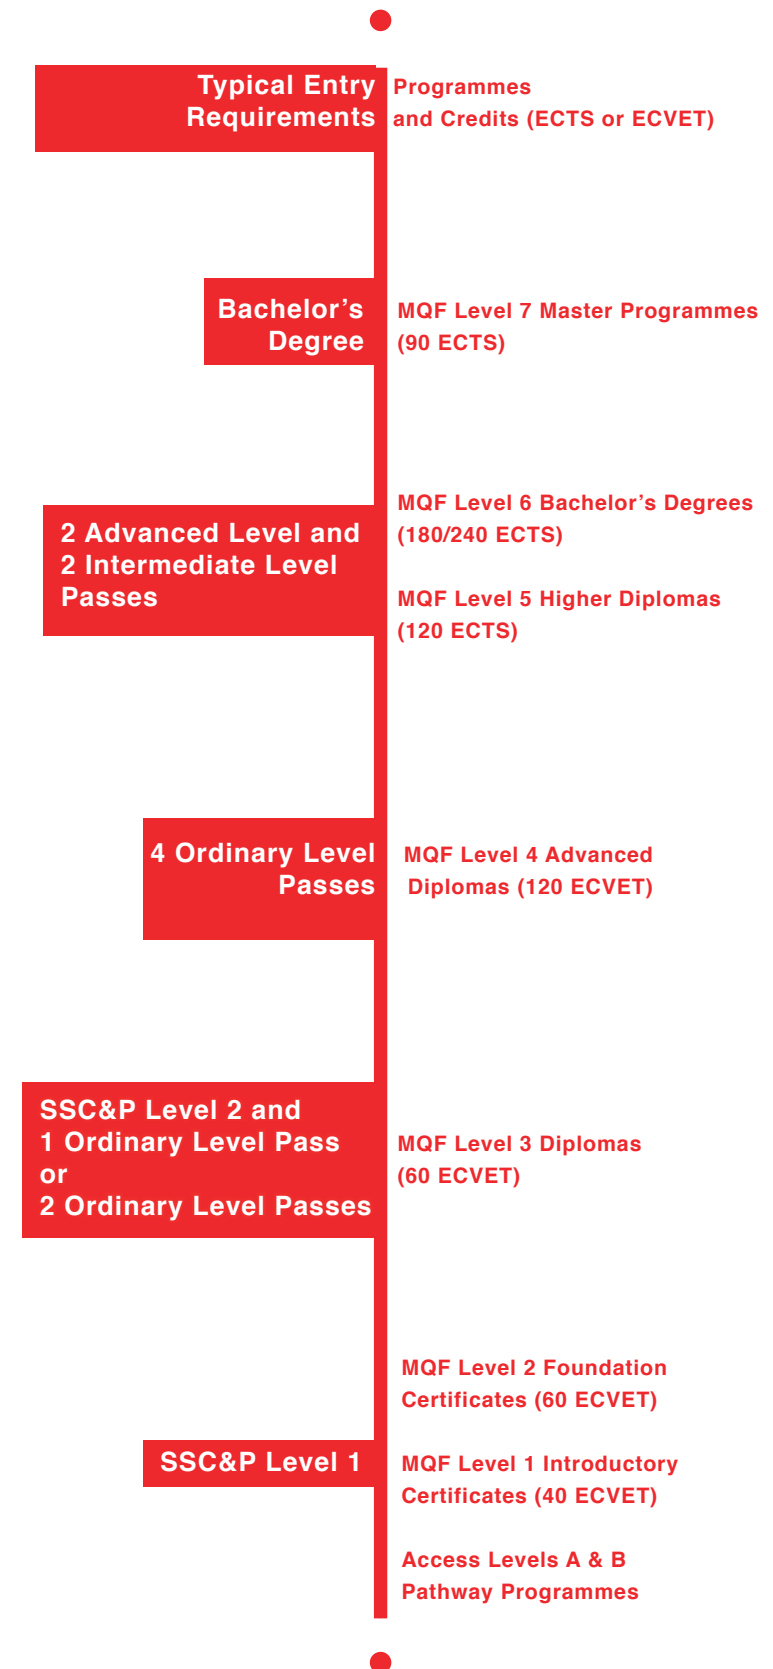 Typical Entry
Requirements
Programmes
and Credits (ECTS or ECVET)
Bachelor’s
Degree
MQF Level 7 Master Programmes
(90 ECTS)
2 Advanced Level and
2 Intermediate Level
Passes
MQF Level 6 Bachelor’s Degrees
(180/240 ECTS)
MQF Level 5 Higher Diplomas
(120 ECTS)
4 Ordinary Level
Passes
MQF Level 4 Advanced
Diplomas (120 ECVET)
SSC&P Level 2 and
1 Ordinary Level Pass
or
2 Ordinary Level Passes
MQF Level 3 Diplomas
(60 ECVET)
MQF Level 2 Foundation
Certificates (60 ECVET)
SSC&P Level 1
MQF Level 1 Introductory
Certificates (40 ECVET)
Access Levels A & B
Pathway Programmes